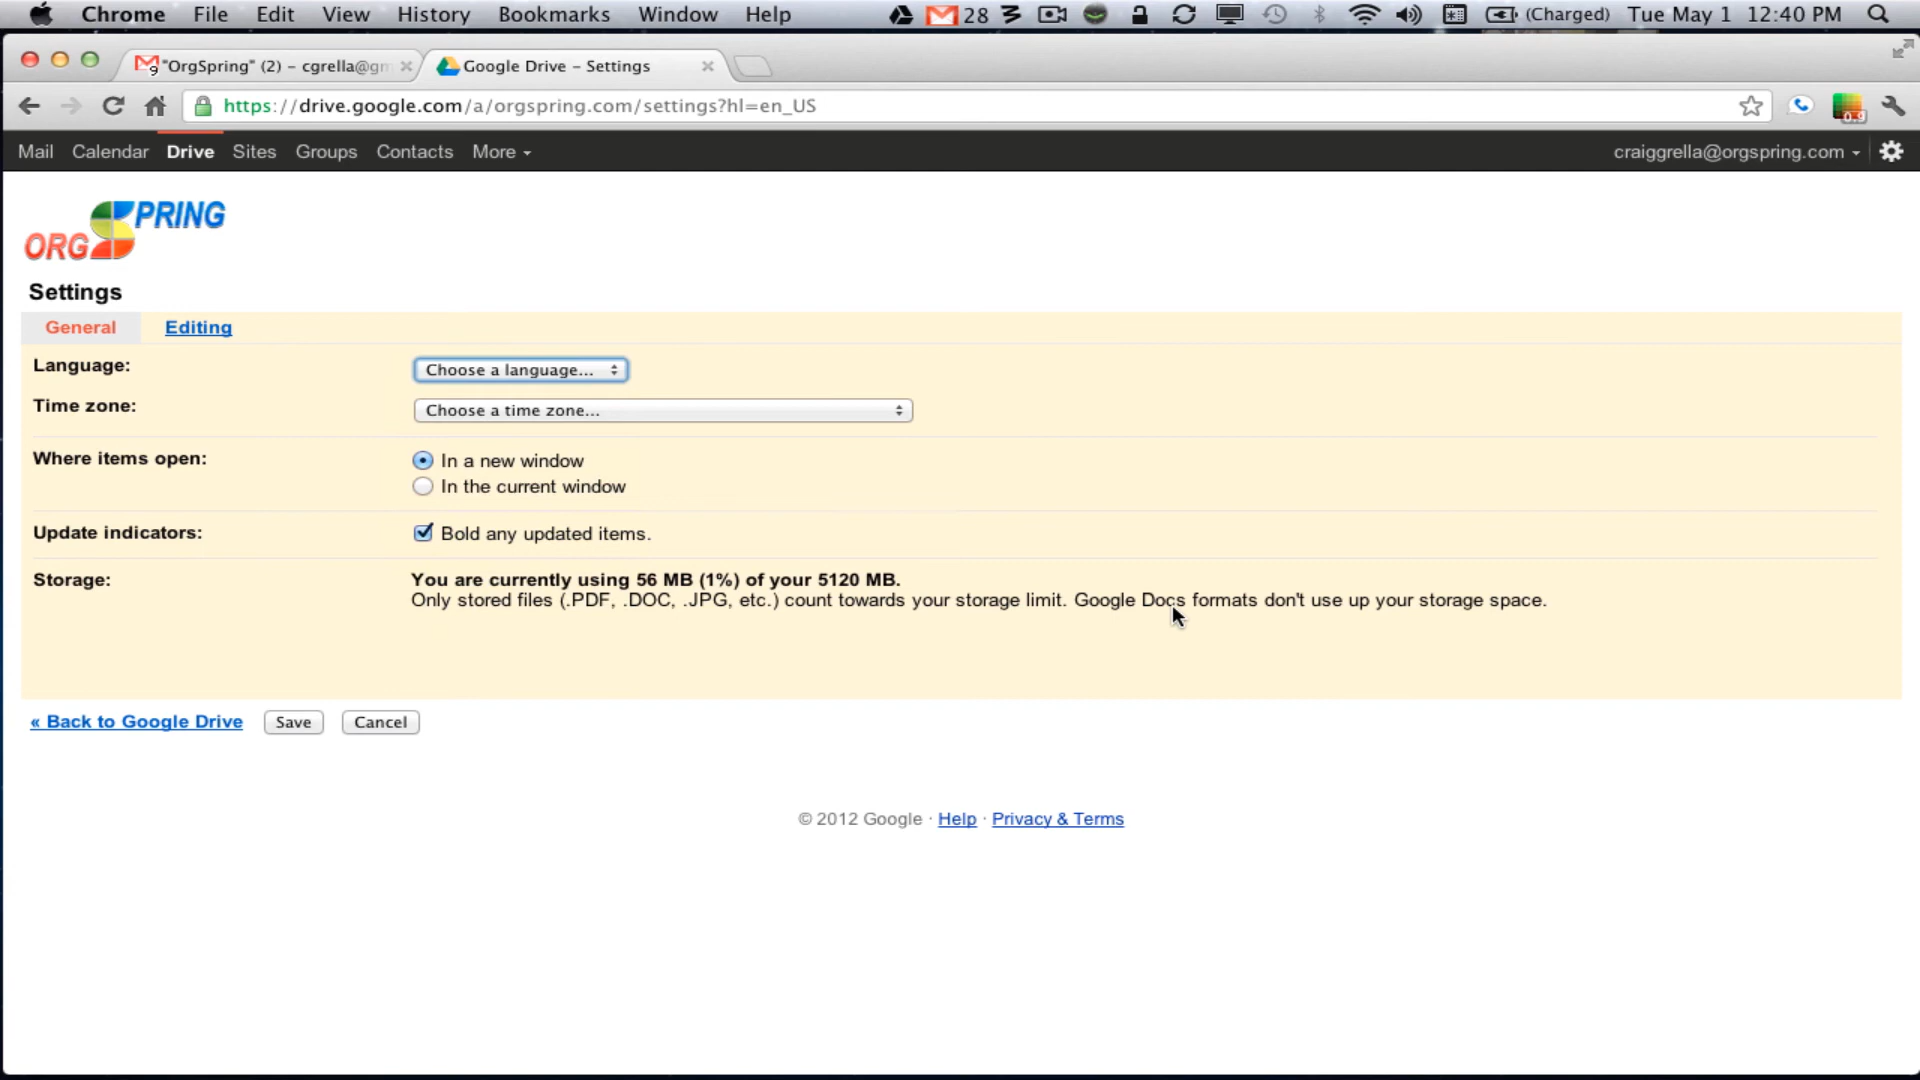 Chrome File Edit View History Bookmarks Window Help 28 (Charged) Tue May 1 12:40 PM
"OrgSpring" (2) – cgrella@gm Google Drive – Settings
https://drive.google.com/a/orgspring.com/settings?hl=en_US
0.9
Mail Calendar Drive Sites Groups Contacts More craiggrella@orgspring.com
ORG SPRING
Settings
General Editing
Language: Choose a language...
Time zone: Choose a time zone...
Where items open: In a new window
In the current window
Update indicators: Bold any updated items.
Storage: You are currently using 56 MB (1%) of your 5120 MB.
Only stored files (.PDF, .DOC, .JPG, etc.) count towards your storage limit. Google Docs formats don't use up your storage space.
« Back to Google Drive Save Cancel
© 2012 Google · Help · Privacy & Terms